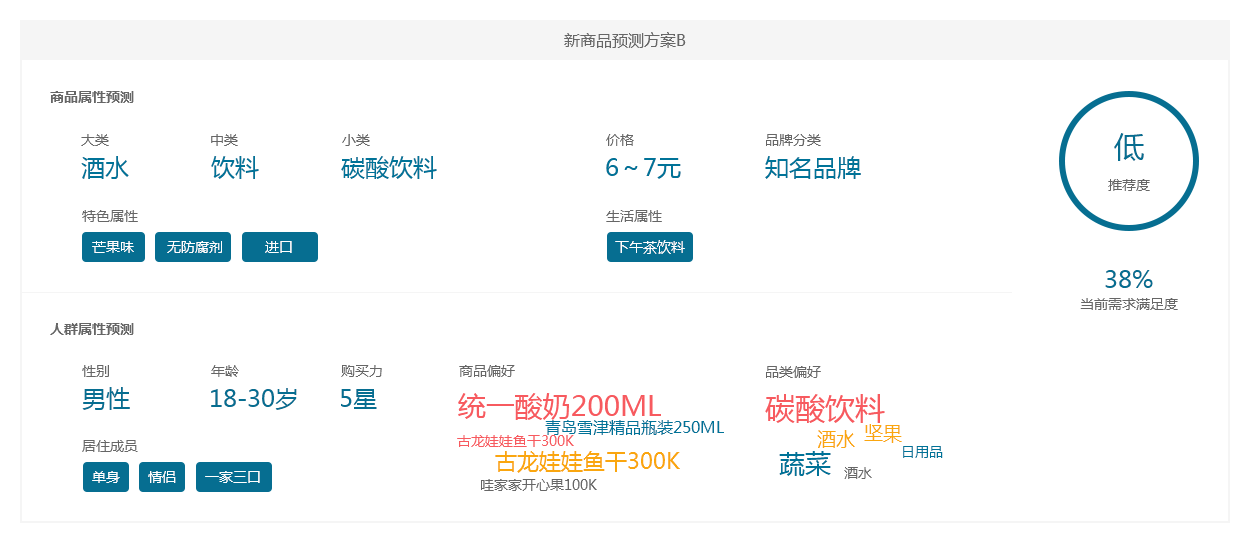 新商品预测方案B
商品属性预测
大类 中类 小类 价格 品牌分类
酒水 饮料 碳酸饮料 6～7元 知名品牌
特色属性 生活属性
芒果味 无防腐剂 进口 下午茶饮料
低
推荐度
38%
当前需求满足度
人群属性预测
性别 年龄 购买力 商品偏好 品类偏好
男性 18-30岁 5星
居住成员
单身 情侣 一家三口
统一酸奶200ML
青岛雪津精品瓶装250ML
古龙娃娃鱼干300K
古龙娃娃鱼干300K
哇家家开心果100K
碳酸饮料
酒水 坚果
日用品
蔬菜 酒水